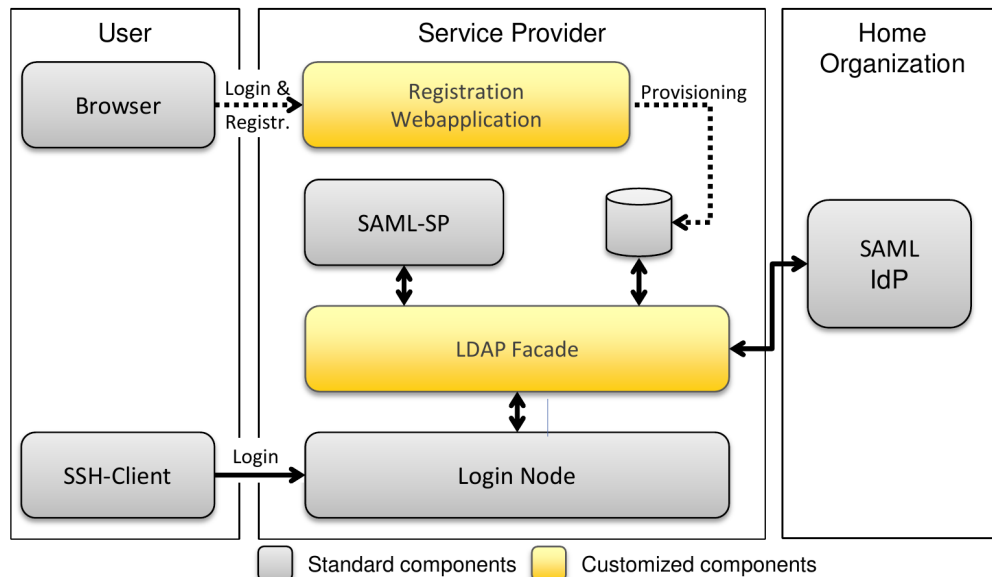 User
Service Provider
Home
Organization
Browser
Login &
Registr.
Registration
Webapplication
Provisioning
SAML-SP
SAML
IdP
LDAP Facade
SSH-Client
Login
Login Node
Standard components
Customized components